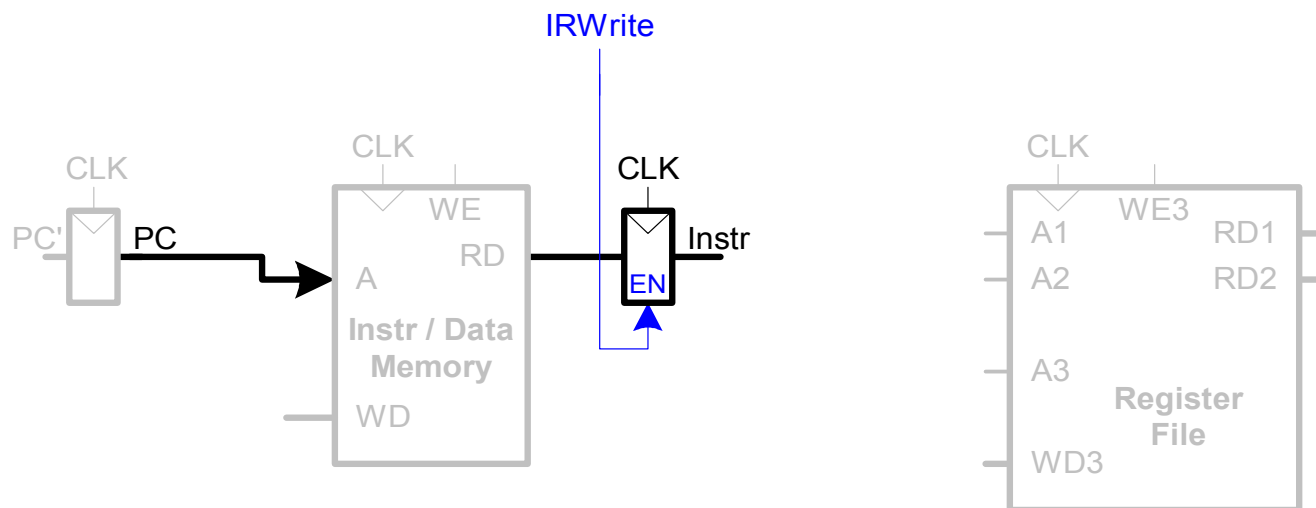 IRWrite
CLK
PC'
PC
CLK
WE
RD
A
Instr / Data
Memory
WD
CLK
EN
Instr
CLK
WE3
A1
RD1
A2
RD2
A3
Register
File
WD3